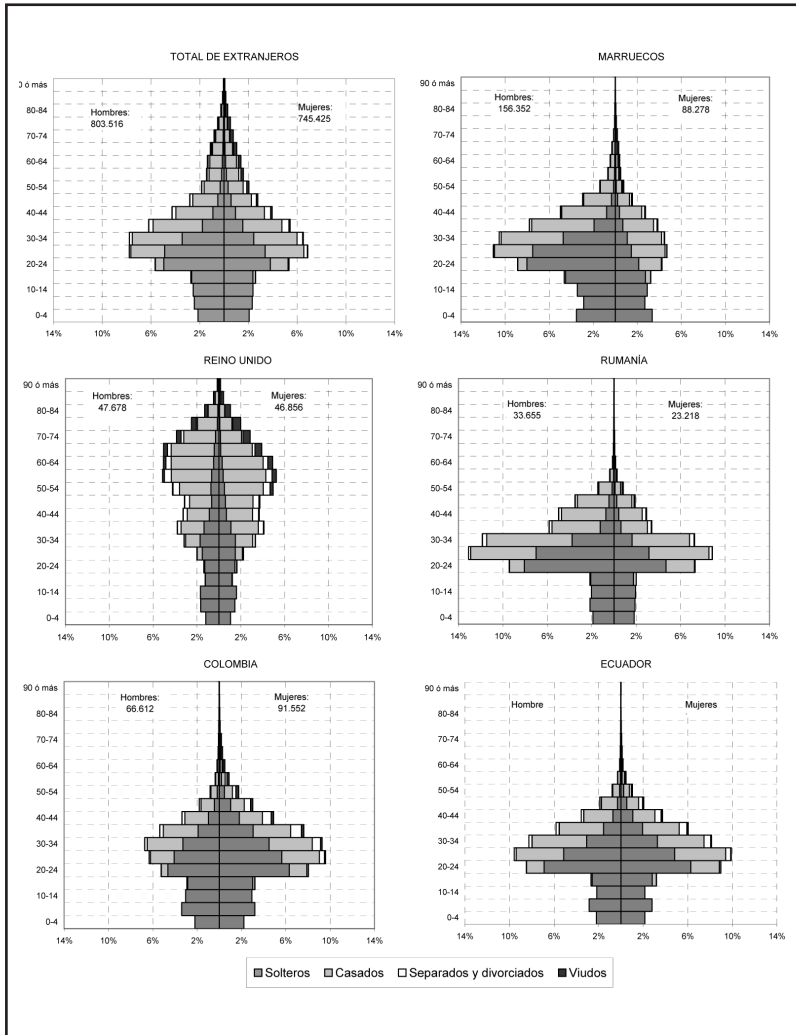 TOTAL DE EXTRANJEROS
0 ó más
80-84
70-74
60-64
50-54
40-44
30-34
20-24
10-14
0-4
Hombres:
803.516
Mujeres:
745.425
14% 10% 6% 2% 2% 6% 10% 14%
MARRUECOS
90 ó más
80-84
70-74
60-64
50-54
40-44
30-34
20-24
10-14
0-4
Hombres:
156.352
Mujeres:
88.278
14% 10% 6% 2% 2% 6% 10% 14%
REINO UNIDO
90 ó más
80-84
70-74
60-64
50-54
40-44
30-34
20-24
10-14
0-4
Hombres:
47.678
Mujeres:
46.856
14% 10% 6% 2% 2% 6% 10% 14%
RUMANÍA
90 ó más
80-84
70-74
60-64
50-54
40-44
30-34
20-24
10-14
0-4
Hombres:
33.655
Mujeres:
23.218
14% 10% 6% 2% 2% 6% 10% 14%
COLOMBIA
90 ó más
80-84
70-74
60-64
50-54
40-44
30-34
20-24
10-14
0-4
Hombres:
66.612
Mujeres:
91.552
14% 10% 6% 2% 2% 6% 10% 14%
ECUADOR
90 ó más
80-84
70-74
60-64
50-54
40-44
30-34
20-24
10-14
0-4
Hombre
Mujeres
14% 10% 6% 2% 2% 6% 10% 14%
Solteros Casados Separados y divorciados Viudos